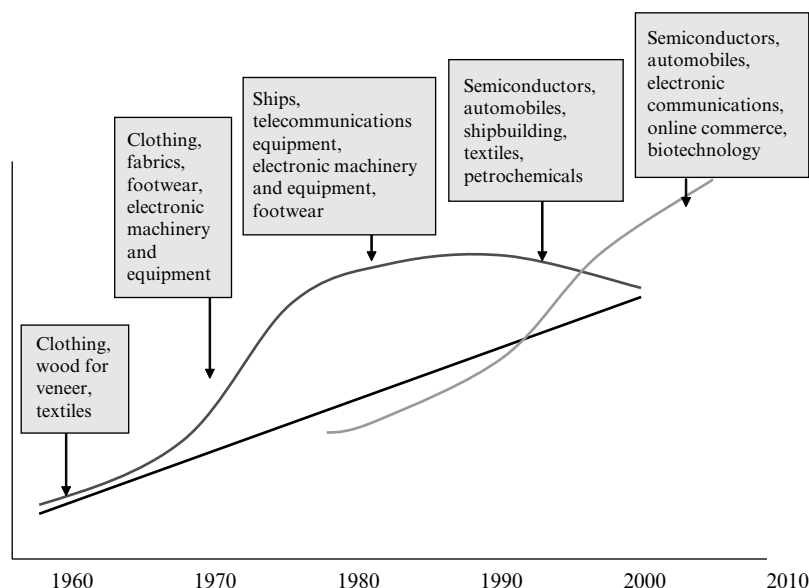 Clothing,
wood for
veneer,
textiles
Clothing,
fabrics,
footwear,
electronic
machinery
and
equipment
Ships,
telecommunications
equipment,
electronic machinery
and equipment,
footwear
Semiconductors,
automobiles,
shipbuilding,
textiles,
petrochemicals
Semiconductors,
automobiles,
electronic
communications,
online commerce,
biotechnology
1960 1970 1980 1990 2000 2010